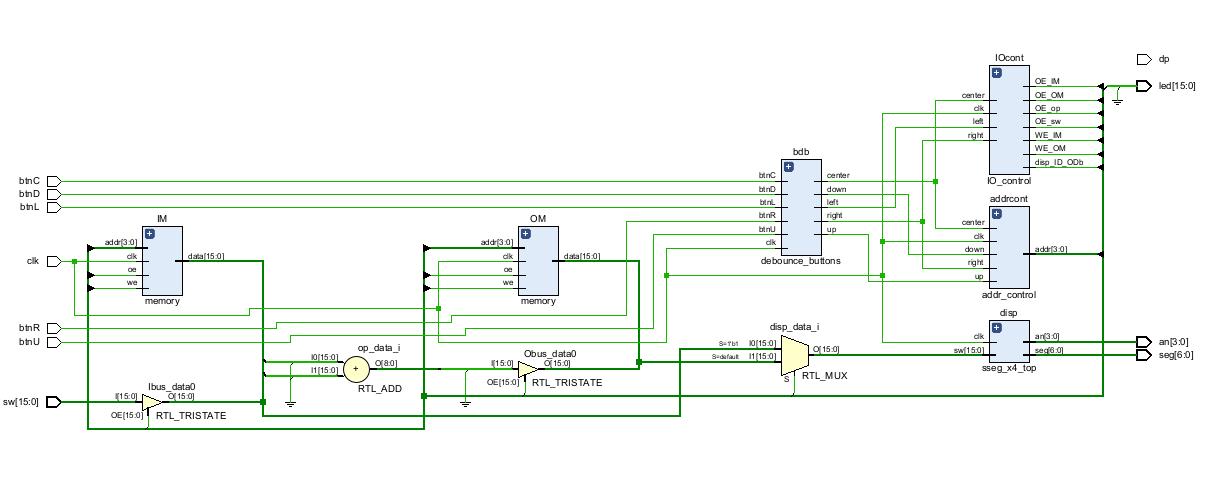 IOcont
dp
OE_IM
led[15:0]
center
OE_OM
clk
OE_op
left
OE_sw
right
WE_IM
WE_OM
disp_ID_ODb
IO_control
bdb
btnC
btnC
center
btnD
btnD
down
btnL
btnL
left
btnR
right
btnU
up
clk
debounce_buttons
addrcont
center
clk
down
addr[3:0]
right
up
addr_control
IM
addr[3:0]
clk
clk
data[15:0]
oe
we
memory
OM
addr[3:0]
clk
data[15:0]
oe
we
memory
btnR
btnU
disp
clk
an[3:0]
an[3:0]
sw[15:0]
seg[6:0]
seg[6:0]
sseg_x4_top
disp_data_i
S=1'b1
I0[15:0]
O[15:0]
S=default
I1[15:0]
S
RTL_MUX
op_data_i
I0[15:0]
O[8:0]
I1[15:0]
+
RTL_ADD
Obus_data0
I[15:0]
O[15:0]
OE[15:0]
RTL_TRISTATE
Ibus_data0
sw[15:0]
I[15:0]
O[15:0]
OE[15:0]
RTL_TRISTATE